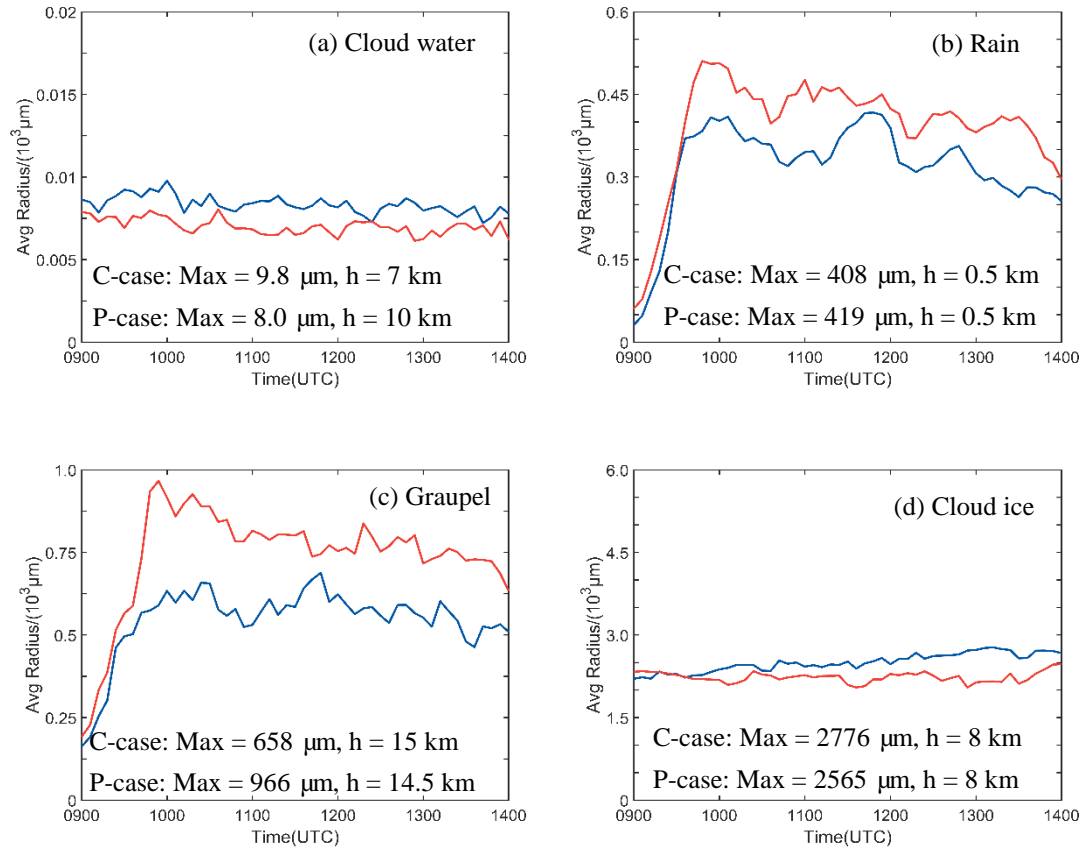 (a) Cloud water
Avg Radius/(10³μm)
0.02
0.015
0.01
0.005
0
C-case: Max = 9.8 μm, h = 7 km
P-case: Max = 8.0 μm, h = 10 km
0900 1000 1100 1200 1300 1400
Time(UTC)
(b) Rain
Avg Radius/(10³μm)
0.6
0.45
0.3
0.15
0
C-case: Max = 408 μm, h = 0.5 km
P-case: Max = 419 μm, h = 0.5 km
0900 1000 1100 1200 1300 1400
Time(UTC)
(c) Graupel
Avg Radius/(10³μm)
1.0
0.75
0.5
0.25
0
C-case: Max = 658 μm, h = 15 km
P-case: Max = 966 μm, h = 14.5 km
0900 1000 1100 1200 1300 1400
Time(UTC)
(d) Cloud ice
Avg Radius/(10³μm)
6.0
4.5
3.0
1.5
0
C-case: Max = 2776 μm, h = 8 km
P-case: Max = 2565 μm, h = 8 km
0900 1000 1100 1200 1300 1400
Time(UTC)